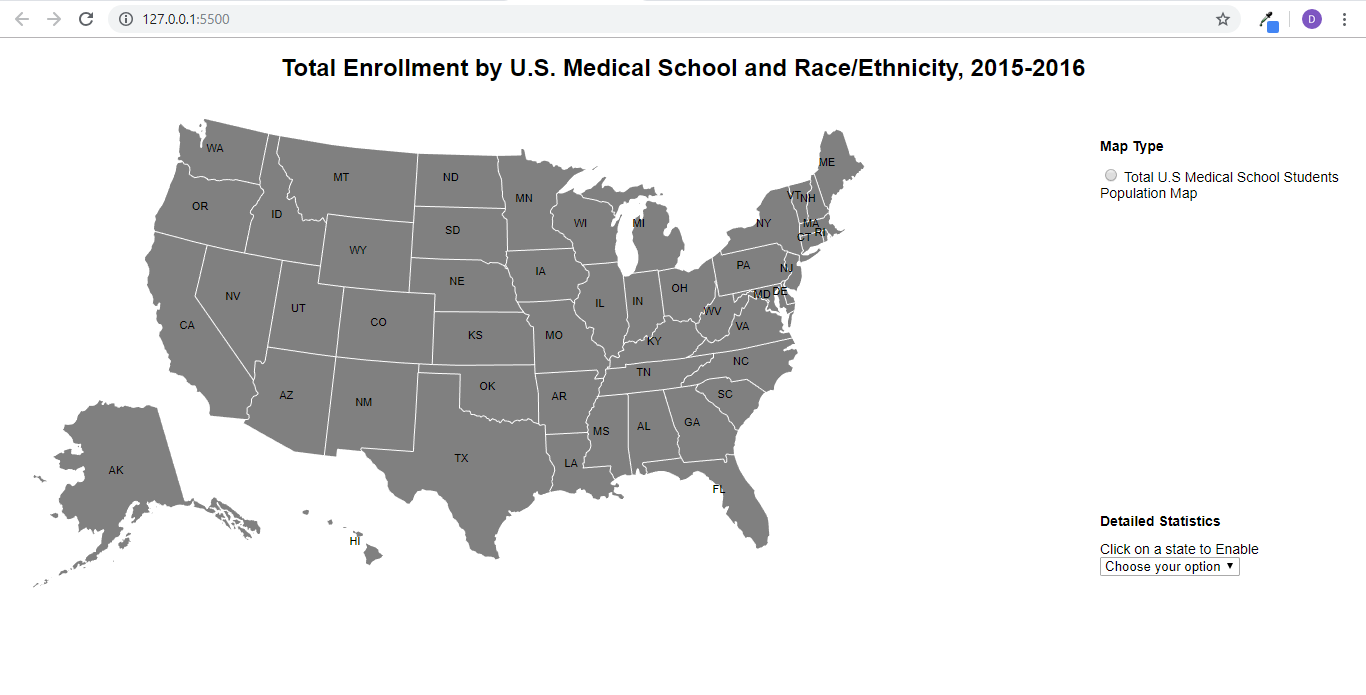 127.0.0.1:5500
D
Total Enrollment by U.S. Medical School and Race/Ethnicity, 2015-2016
Map Type
Total U.S Medical School Students
Population Map
WA
MT
ND
MN
ME
OR
ID
SD
WI
MI
NY
VT
NH
MA
CT
RI
WY
NE
IA
PA
NJ
NV
UT
CO
IL
IN
OH
MD
DE
WV
CA
KS
MO
KY
VA
AZ
NM
OK
AR
TN
NC
SC
TX
LA
MS
AL
GA
FL
AK
HI
Detailed Statistics
Click on a state to Enable
Choose your option